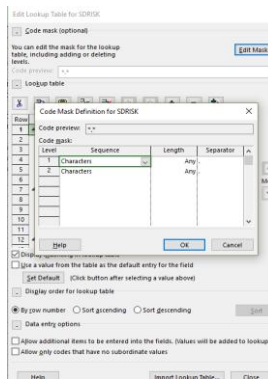 Edit Lookup Table for SDRISK
Code mask (optional)
You can edit the mask for the lookup
table, including adding or deleting
levels.
Edit Mask
Code preview: *.*
Lookup table
Row
1
2
3
4
5
6
7
8
9
10
11
12
Code Mask Definition for SDRISK
Code preview: *.*
Code mask:
Level Sequence Length Separator
1 Characters Any .
2 Characters Any .
Help OK Cancel
Use a value from the table as the default entry for the field
Set Default (Click button after selecting a value above)
Display order for lookup table
By row number Sort ascending Sort descending Sort
Data entry options
Allow additional items to be entered into the fields. (Values will be added to lookup
Allow only codes that have no subordinate values
Help Import Lookup Table... Close